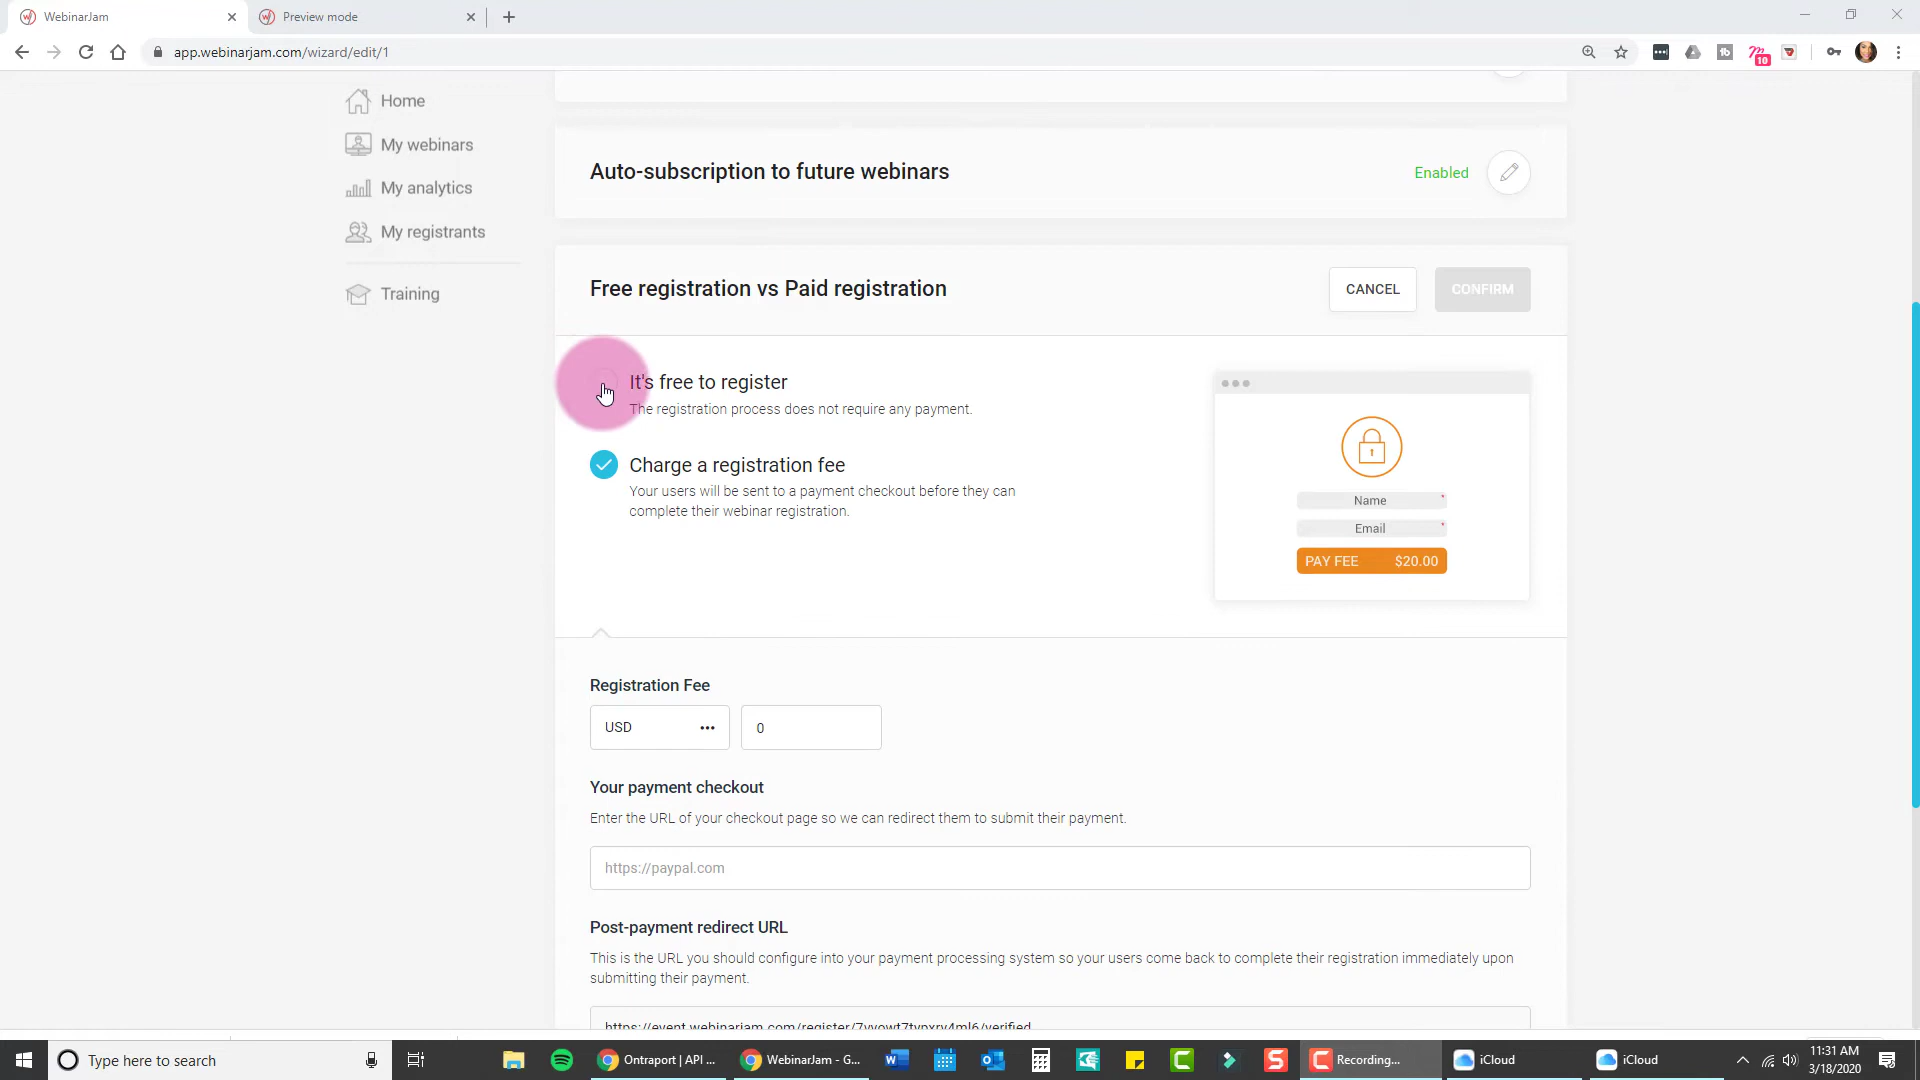 WebinarJam
Preview mode
app.webinarjam.com/wizard/edit/1
10
Home
My webinars
My analytics
My registrants
Training
Auto-subscription to future webinars
Enabled
Free registration vs Paid registration
CANCEL
CONFIRM
It's free to register
The registration process does not require any payment.
Charge a registration fee
Your users will be sent to a payment checkout before they can
complete their webinar registration.
Name *
Email *
PAY FEE $20.00
Registration Fee
USD
0
Your payment checkout
Enter the URL of your checkout page so we can redirect them to submit their payment.
https://paypal.com
Post-payment redirect URL
This is the URL you should configure into your payment processing system so your users come back to complete their registration immediately upon
submitting their payment.
Type here to search
Ontraport | API ...
WebinarJam - G...
Recording...
iCloud
iCloud
11:31 AM
3/18/2020